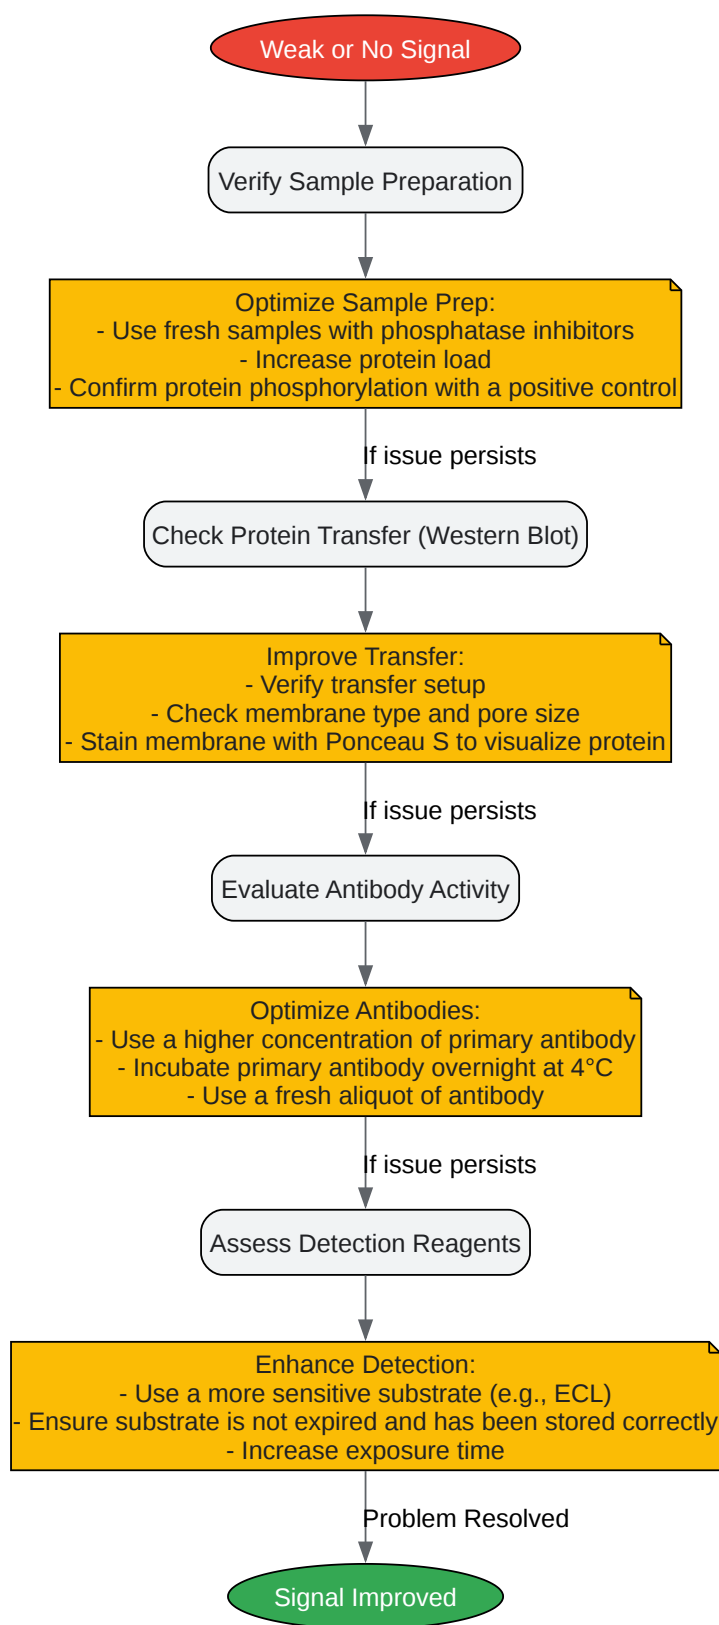 Weak or No Signal
Verify Sample Preparation
Optimize Sample Prep:
- Use fresh samples with phosphatase inhibitors
- Increase protein load
- Confirm protein phosphorylation with a positive control
If issue persists
Check Protein Transfer (Western Blot)
Improve Transfer:
- Verify transfer setup
- Check membrane type and pore size
- Stain membrane with Ponceau S to visualize protein
If issue persists
Evaluate Antibody Activity
Optimize Antibodies:
- Use a higher concentration of primary antibody
- Incubate primary antibody overnight at 4°C
- Use a fresh aliquot of antibody
If issue persists
Assess Detection Reagents
Enhance Detection:
- Use a more sensitive substrate (e.g., ECL)
- Ensure substrate is not expired and has been stored correctly
- Increase exposure time
Problem Resolved
Signal Improved